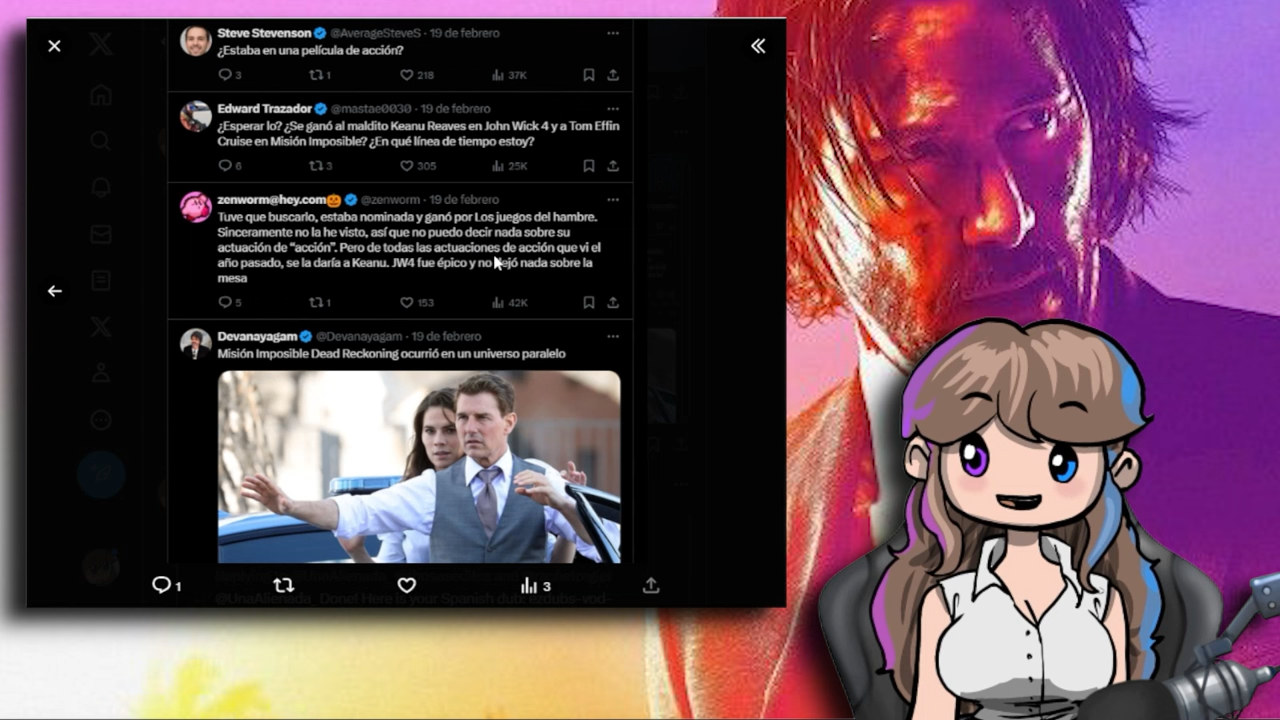 Steve Stevenson @AverageSteveS · 19 de febrero
¿Estaba en una película de acción?
3 1 218 37K
Edward Trazador @mastae0030 · 19 de febrero
¿Esperar lo? ¿Se ganó al maldito Keanu Reaves en John Wick 4 y a Tom Effin
Cruise en Misión Imposible? ¿En qué línea de tiempo estoy?
6 3 305 25K
zenworm@hey.com @zenworm · 19 de febrero
Tuve que buscarlo, estaba nominada y ganó por Los juegos del hambre.
Sinceramente no la he visto, así que no puedo decir nada sobre su
actuación de “acción”. Pero de todas las actuaciones de acción que vi el
año pasado, se la daría a Keanu. JW4 fue épico y no dejó nada sobre la
mesa
5 1 153 42K
Devanayagam @Devanayagam · 19 de febrero
Misión Imposible Dead Reckoning ocurrió en un universo paralelo
1 3